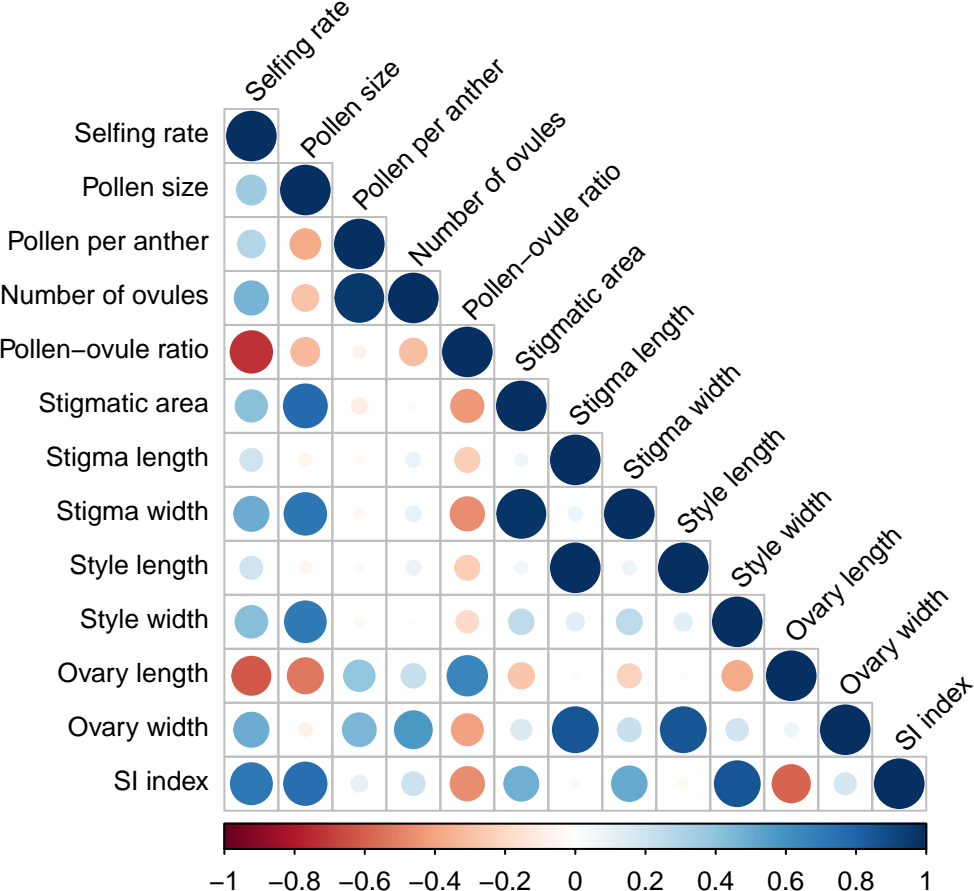 Selfing rate
Pollen size
Pollen per anther
Number of ovules
Pollen−ovule ratio
Stigmatic area
Stigma length
Stigma width
Style length
Style width
Ovary length
Ovary width
SI index
Selfing rate
Pollen size
Pollen per anther
Number of ovules
Pollen−ovule ratio
Stigmatic area
Stigma length
Stigma width
Style length
Style width
Ovary length
Ovary width
SI index
−1 −0.8 −0.6 −0.4 −0.2 0 0.2 0.4 0.6 0.8 1